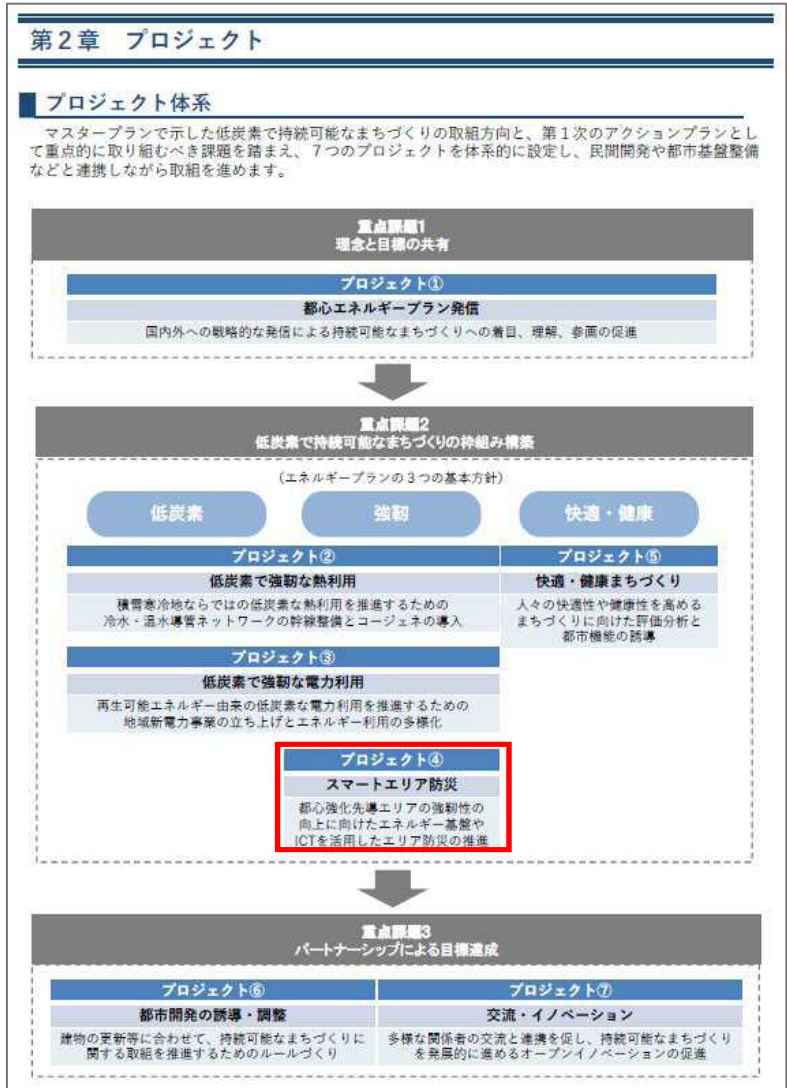 第2章 プロジェクト
プロジェクト体系
マスタープランで示した低炭素で持続可能なまちづくりの取組方向と、第1次のアクションプランとし
て重点的に取り組むべき課題を踏まえ、7つのプロジェクトを体系的に設定し、民間開発や都市基盤整備
などと連携しながら取組を進めます。
重点課題1
理念と目標の共有
プロジェクト①
都心エネルギープラン発信
国内外への戦略的な発信による持続可能なまちづくりへの着目、理解、参画の促進
重点課題2
低炭素で持続可能なまちづくりの枠組み構築
(エネルギープランの3つの基本方針)
低炭素
強靭
快適・健康
プロジェクト②
低炭素で強靭な熱利用
積雪寒冷地ならではの低炭素な熱利用を推進するための
冷水・温水導管ネットワークの幹線整備とコージェネの導入
プロジェクト⑤
快適・健康まちづくり
人々の快適性や健康性を高める
まちづくりに向けた評価分析と
都市機能の誘導
プロジェクト③
低炭素で強靭な電力利用
再生可能エネルギー由来の低炭素な電力利用を推進するための
地域新電力事業の立ち上げとエネルギー利用の多様化
プロジェクト④
スマートエリア防災
都心強化先導エリアの強靭性の
向上に向けたエネルギー基盤や
ICTを活用したエリア防災の推進
重点課題3
パートナーシップによる目標達成
プロジェクト⑥
都市開発の誘導・調整
建物の更新等に合わせて、持続可能なまちづくりに
関する取組を推進するためのルールづくり
プロジェクト⑦
交流・イノベーション
多様な関係者の交流と連携を促し、持続可能なまちづくり
を発展的に進めるオープンイノベーションの促進